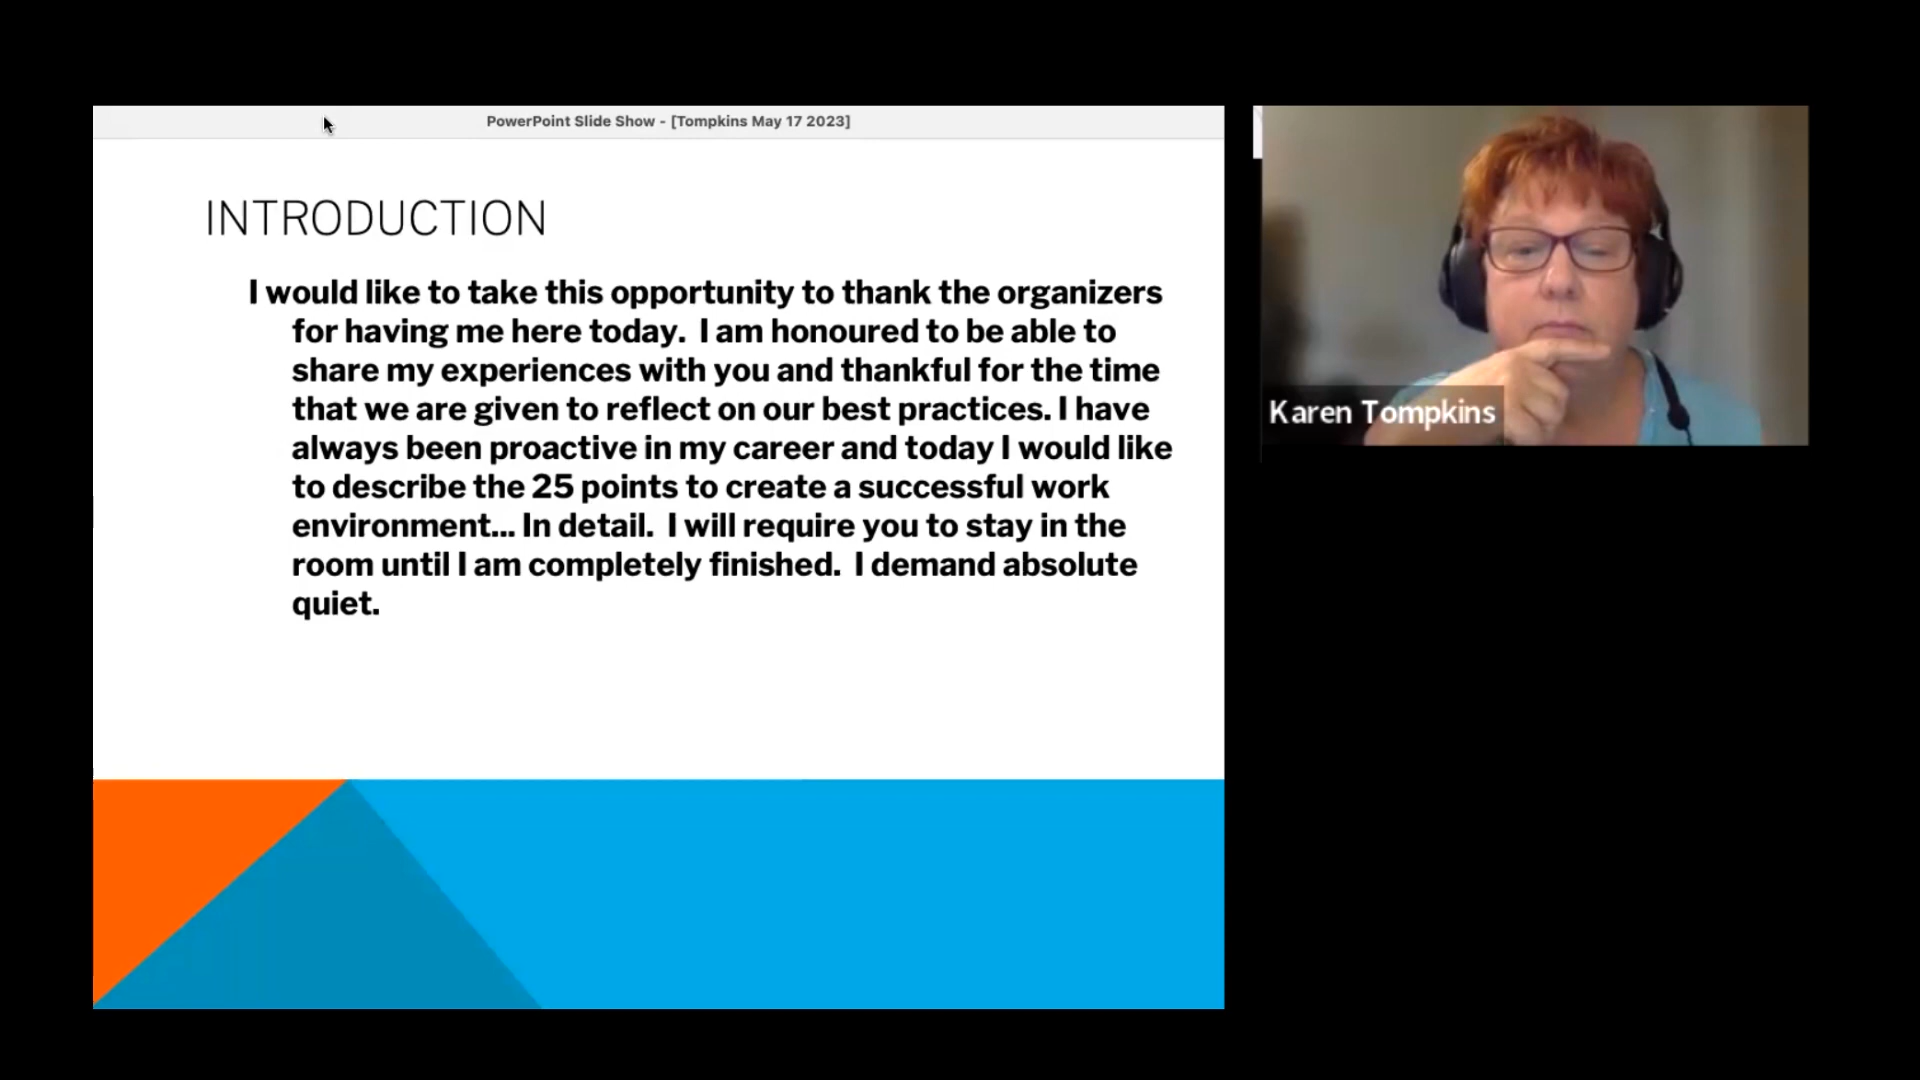 PowerPoint Slide Show - [Tompkins May 17 2023]
INTRODUCTION
I would like to take this opportunity to thank the organizers
for having me here today.  I am honoured to be able to
share my experiences with you and thankful for the time
that we are given to reflect on our best practices. I have
always been proactive in my career and today I would like
to describe the 25 points to create a successful work
environment... In detail.  I will require you to stay in the
room until I am completely finished.  I demand absolute
quiet.
Karen Tompkins